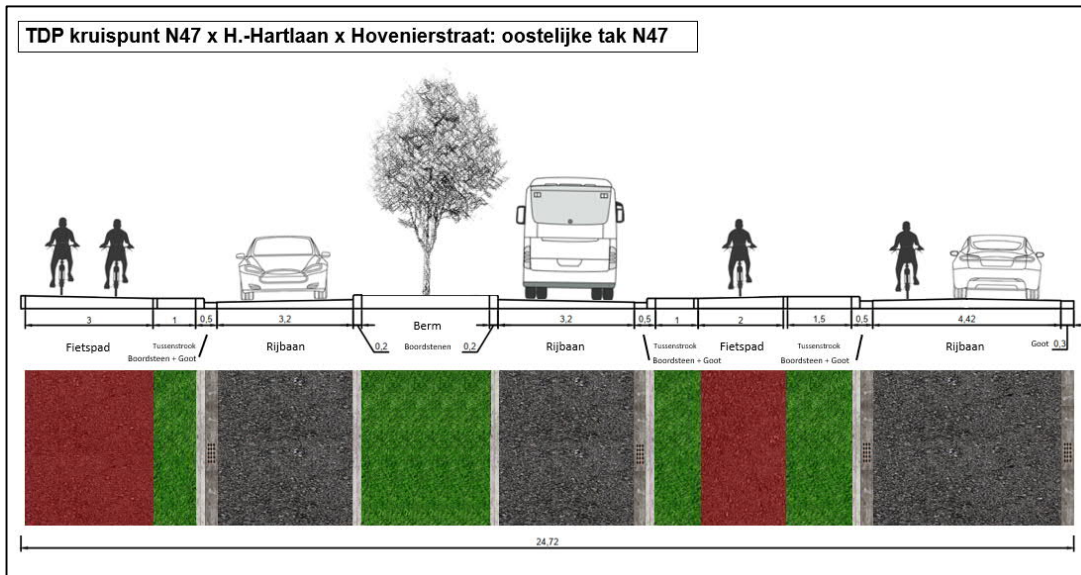 TDP kruispunt N47 x H.-Hartlaan x Hovenierstraat: oostelijke tak N47
3 1 0,5 3,2 Berm 3,2 0,5 1 2 1,5 0,5 4,42
Fietspad Tussenstrook Rijbaan 0,2 Boordstenen 0,2 Rijbaan Tussenstrook Fietspad Tussenstrook Rijbaan Goot 0,3
Boordsteen + Goot Boordsteen + Goot Boordsteen + Goot
24,72